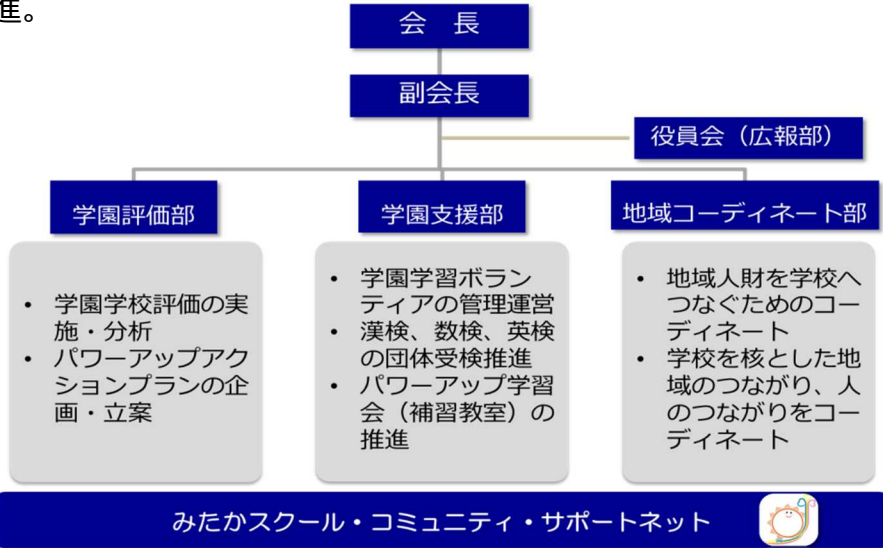 進。
会　長
副会長
役員会（広報部）
学園評価部
• 学園学校評価の実
施・分析
• パワーアップアク
ションプランの企
画・立案
学園支援部
• 学園学習ボラン
ティアの管理運営
• 漢検、数検、英検
の団体受検推進
• パワーアップ学習
会（補習教室）の
推進
地域コーディネート部
• 地域人財を学校へ
つなぐためのコー
ディネート
• 学校を核とした地
域のつながり、人
のつながりをコー
ディネート
みたかスクール・コミュニティ・サポートネット